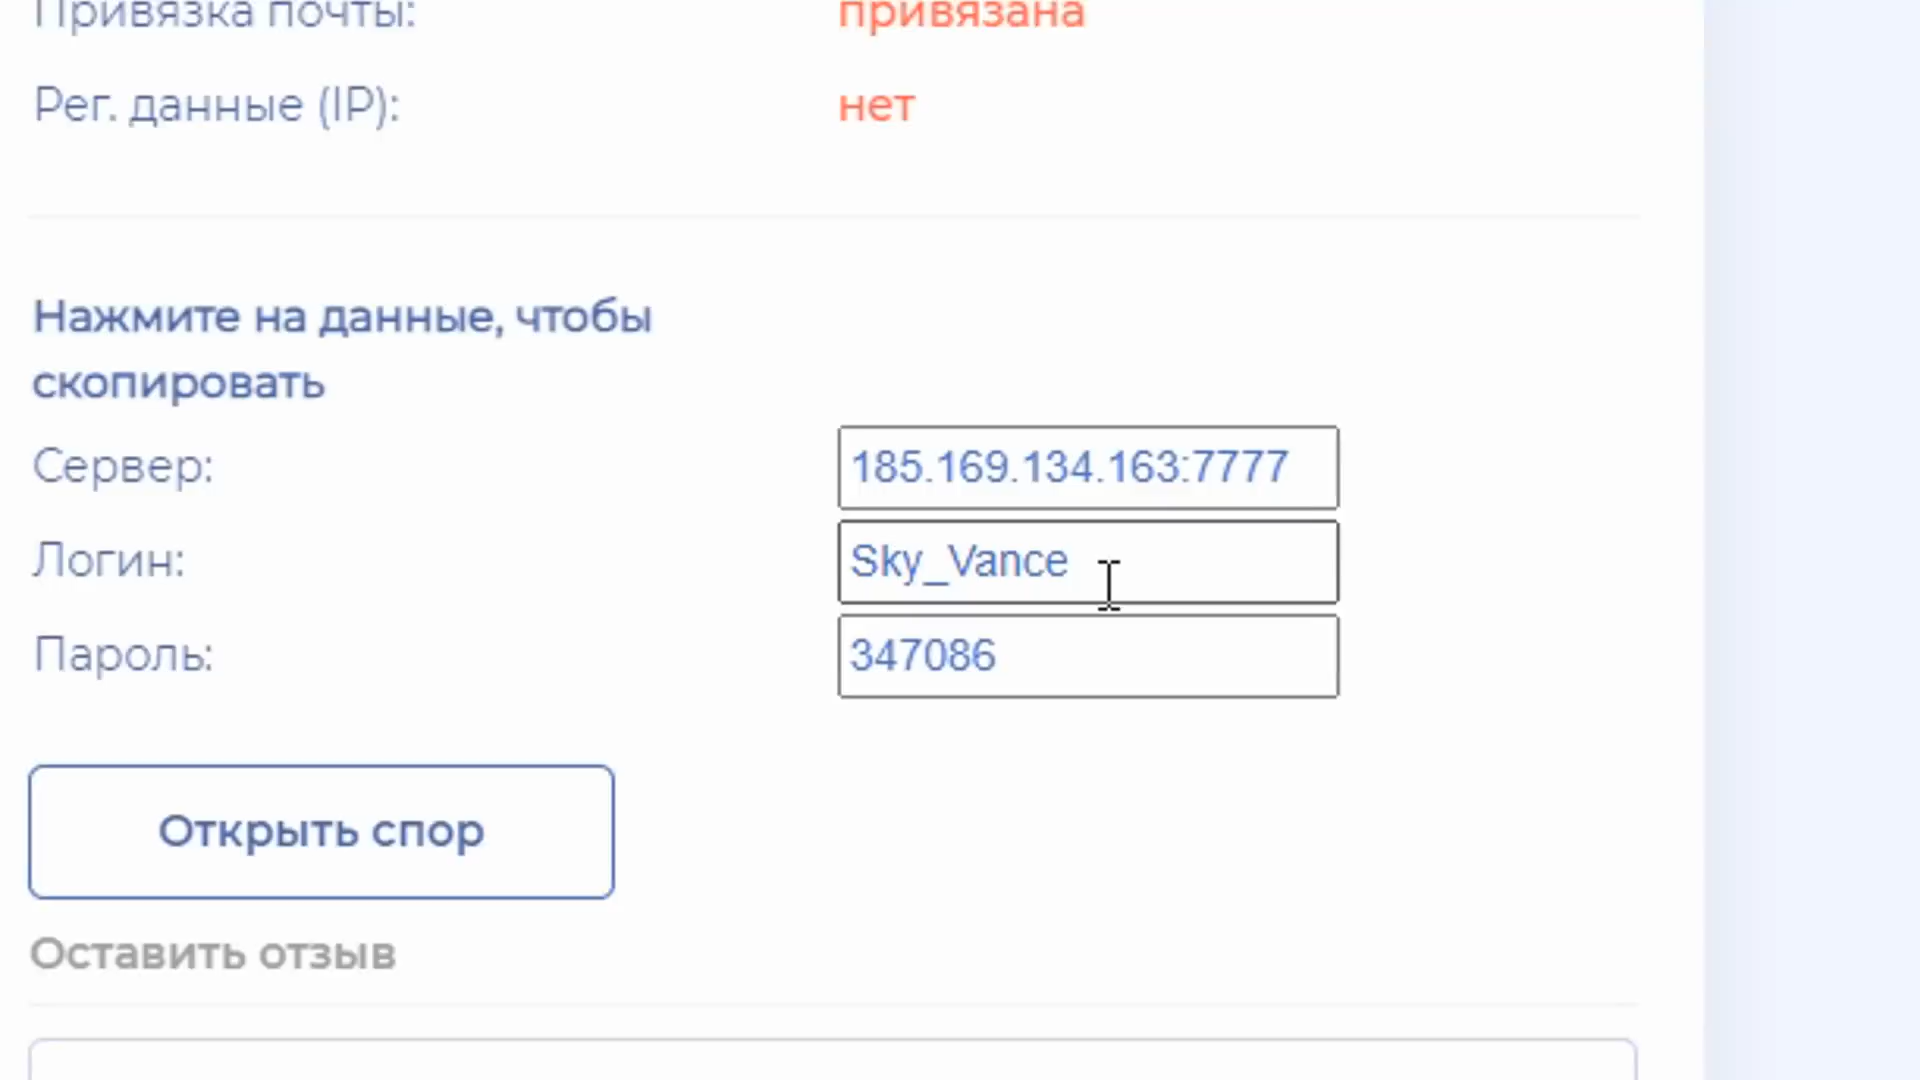 Привязка почты: привязана
Рег. данные (IP): нет
Нажмите на данные, чтобы
скопировать
Сервер: 185.169.134.163:7777
Логин: Sky_Vance
Пароль: 347086
Открыть спор
Оставить отзыв